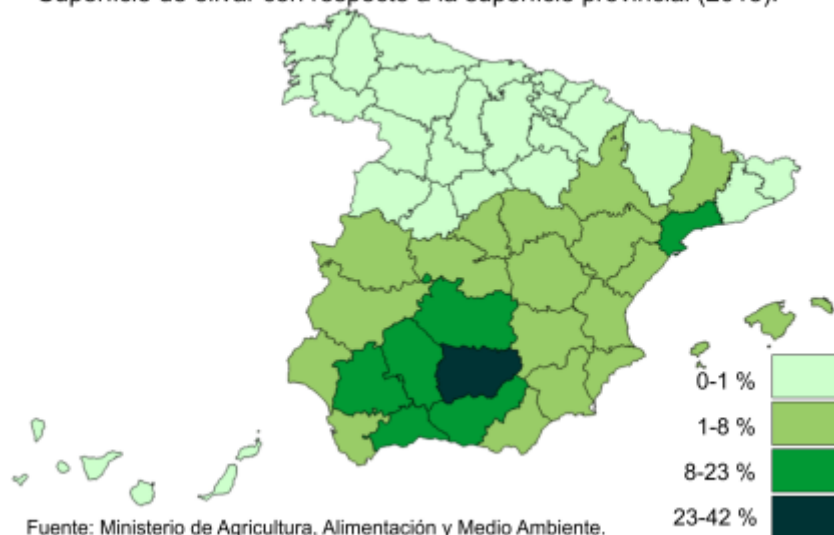 Superficie de olivar con respecto a la superficie provincial (2015).
0-1 %
1-8 %
8-23 %
23-42 %
Fuente: Ministerio de Agricultura, Alimentación y Medio Ambiente.